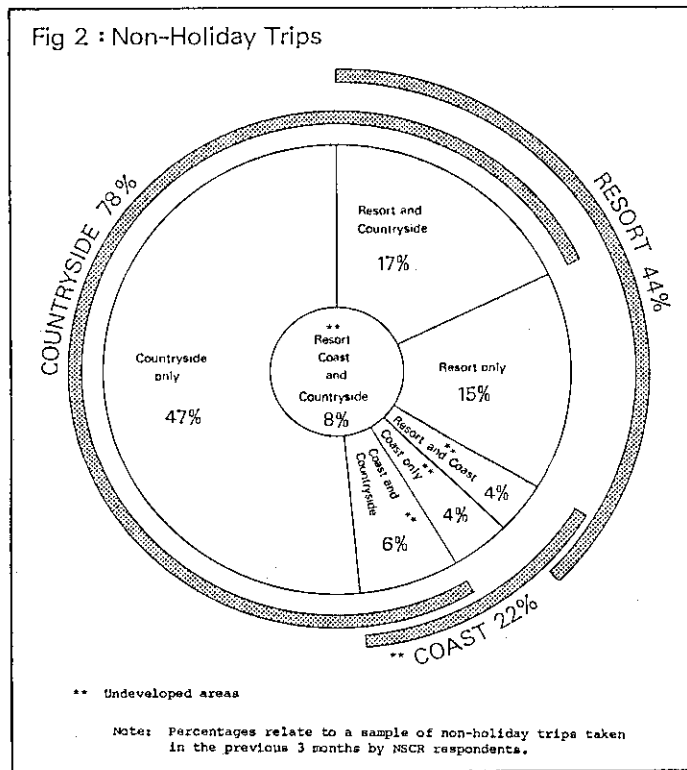 Fig 2 : Non-Holiday Trips
COUNTRYSIDE 78%
RESORT 44%
Resort and
Countryside
17%
**
Resort
Coast
and
Countryside
8%
Countryside
only
47%
Resort only
15%
**
Resort and Coast
4%
Coast only **
4%
Coast and **
Countryside
6%
** COAST 22%
** Undeveloped areas
Note: Percentages relate to a sample of non-holiday trips taken
in the previous 3 months by NSCR respondents.